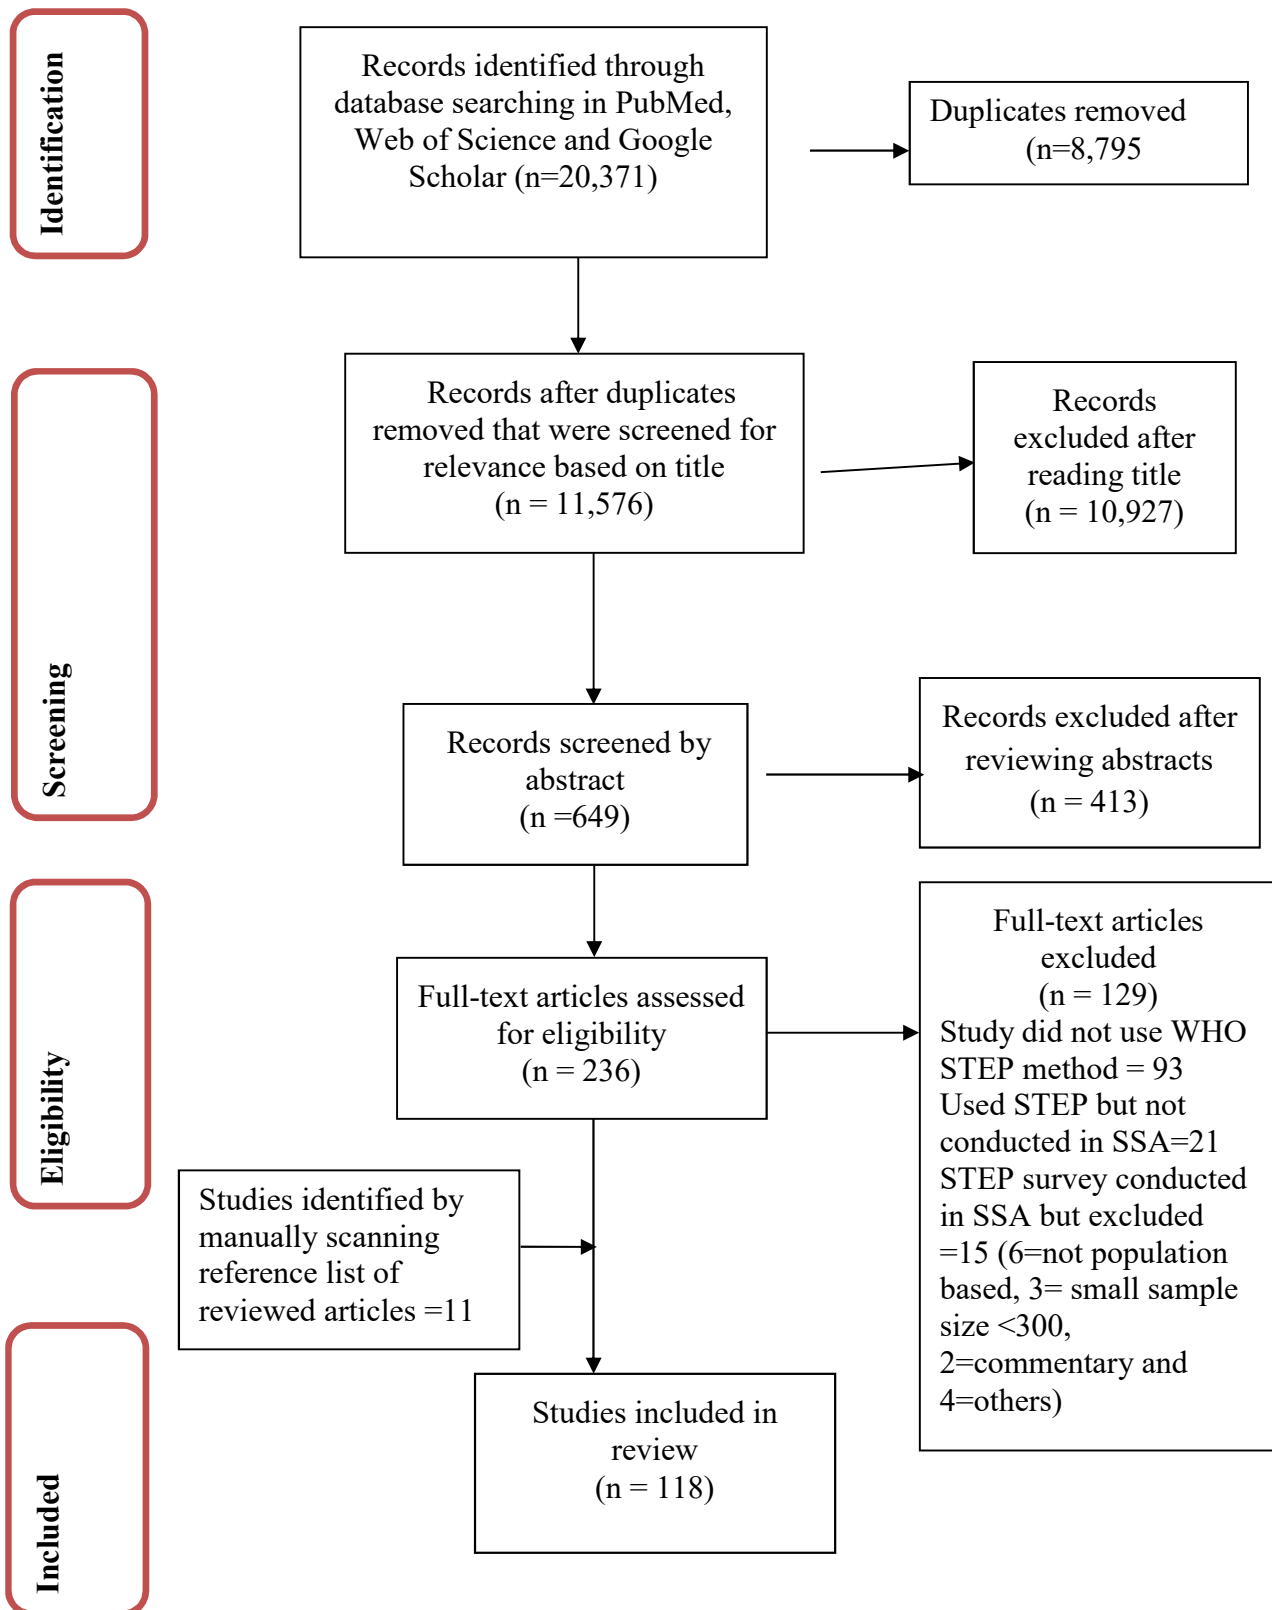 Identification
Records identified through
database searching in PubMed,
Web of Science and Google
Scholar (n=20,371)
Duplicates removed
(n=8,795
Screening
Records after duplicates
removed that were screened for
relevance based on title
(n = 11,576)
Records
excluded after
reading title
(n = 10,927)
Records screened by
abstract
(n =649)
Records excluded after
reviewing abstracts
(n = 413)
Eligibility
Full-text articles assessed
for eligibility
(n = 236)
Full-text articles
excluded
(n = 129)
Study did not use WHO
STEP method = 93
Used STEP but not
conducted in SSA=21
STEP survey conducted
in SSA but excluded
=15 (6=not population
based, 3= small sample
size <300,
2=commentary and
4=others)
Studies identified by
manually scanning
reference list of
reviewed articles =11
Included
Studies included in
review
(n = 118)